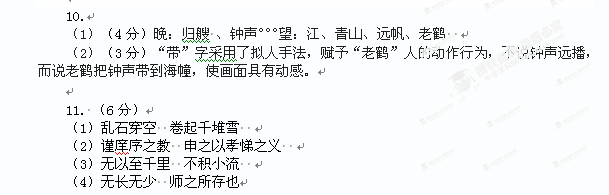 10.
(1)(4分)晚:归艘 、钟声°°°望:江、青山、远帆、老鹤
(2)(3分)“带”字采用了拟人手法,赋予“老鹤”人的动作行为,不说钟声远播,
而说老鹤把钟声带到海幢,使画面具有动感。
11. (6分)
(1)乱石穿空 卷起千堆雪
(2)谨庠序之教 申之以孝悌之义
(3)无以至千里 不积小流
(4)无长无少 师之所存也